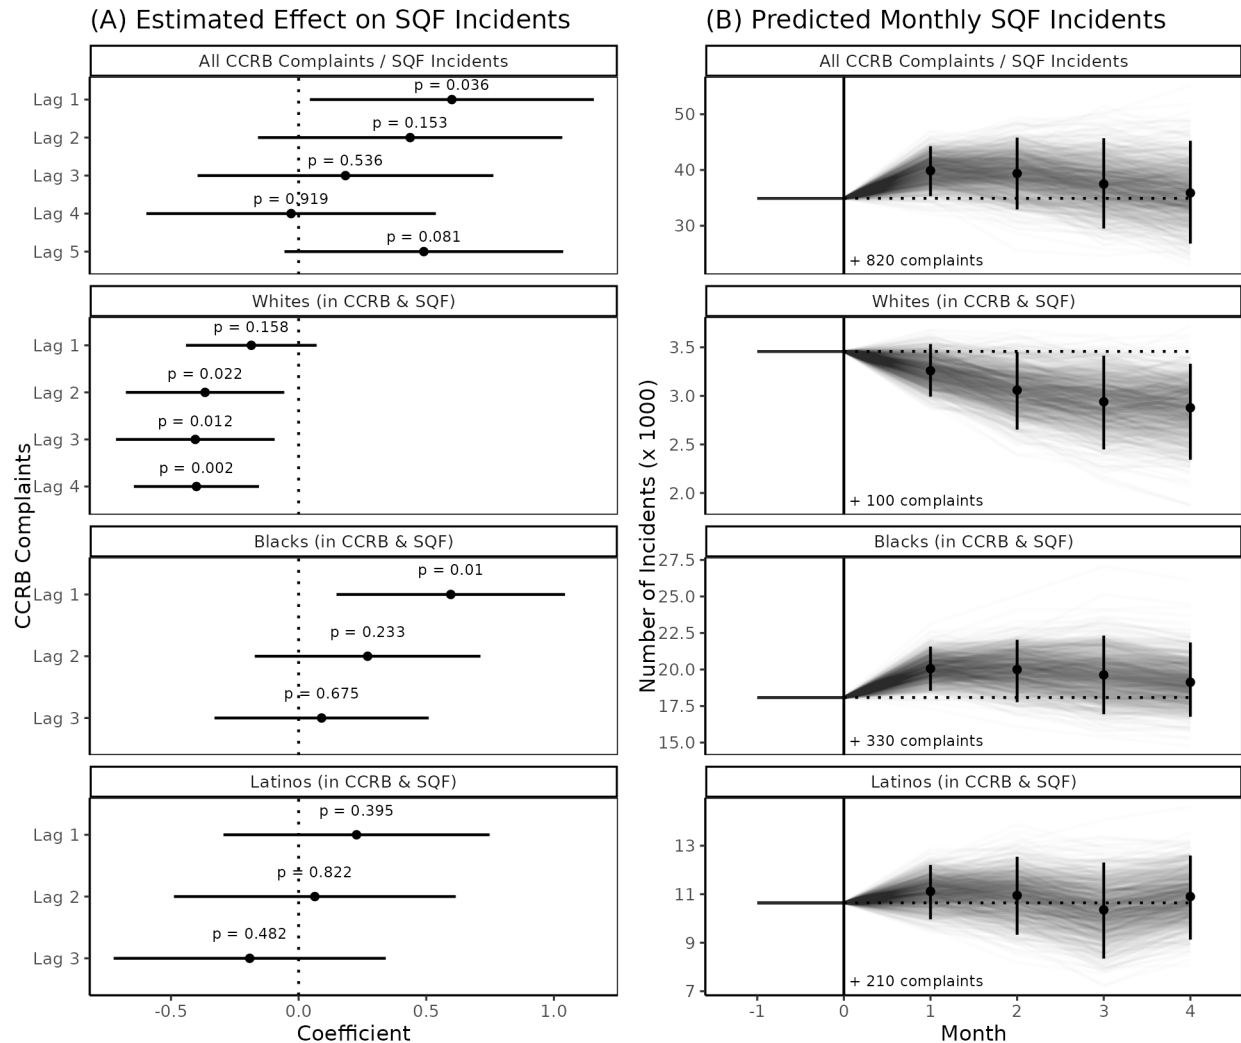 (A) Estimated Effect on SQF Incidents
All CCRB Complaints / SQF Incidents
p = 0.036
Lag 1
p = 0.153
Lag 2
p = 0.536
Lag 3
p = 0.919
Lag 4
p = 0.081
Lag 5
Whites (in CCRB & SQF)
p = 0.158
Lag 1
p = 0.022
Lag 2
p = 0.012
Lag 3
p = 0.002
Lag 4
Blacks (in CCRB & SQF)
p = 0.01
Lag 1
p = 0.233
Lag 2
p = 0.675
Lag 3
Latinos (in CCRB & SQF)
p = 0.395
Lag 1
p = 0.822
Lag 2
p = 0.482
Lag 3
-0.5 0.0 0.5 1.0
Coefficient
CCRB Complaints
(B) Predicted Monthly SQF Incidents
All CCRB Complaints / SQF Incidents
50
40
30
+ 820 complaints
Whites (in CCRB & SQF)
3.5
3.0
2.5
2.0
+ 100 complaints
Blacks (in CCRB & SQF)
27.5
25.0
22.5
20.0
17.5
15.0
+ 330 complaints
Latinos (in CCRB & SQF)
13
11
9
7
+ 210 complaints
-1 0 1 2 3 4
Month
Number of Incidents (x 1000)